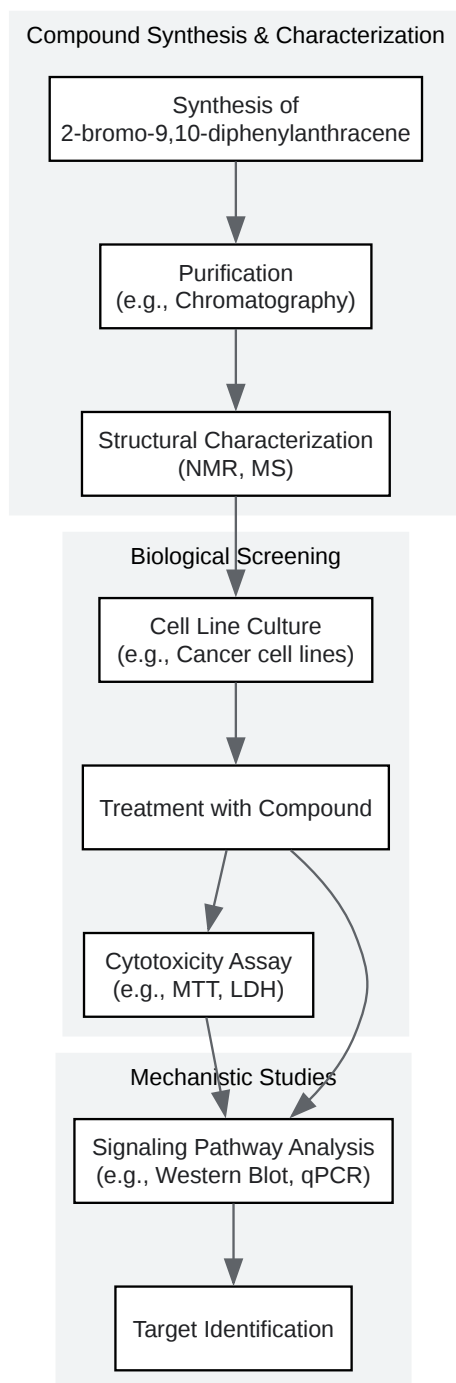 Compound Synthesis & Characterization
Synthesis of
2-bromo-9,10-diphenylanthracene
Purification
(e.g., Chromatography)
Structural Characterization
(NMR, MS)
Biological Screening
Cell Line Culture
(e.g., Cancer cell lines)
Treatment with Compound
Cytotoxicity Assay
(e.g., MTT, LDH)
Mechanistic Studies
Signaling Pathway Analysis
(e.g., Western Blot, qPCR)
Target Identification